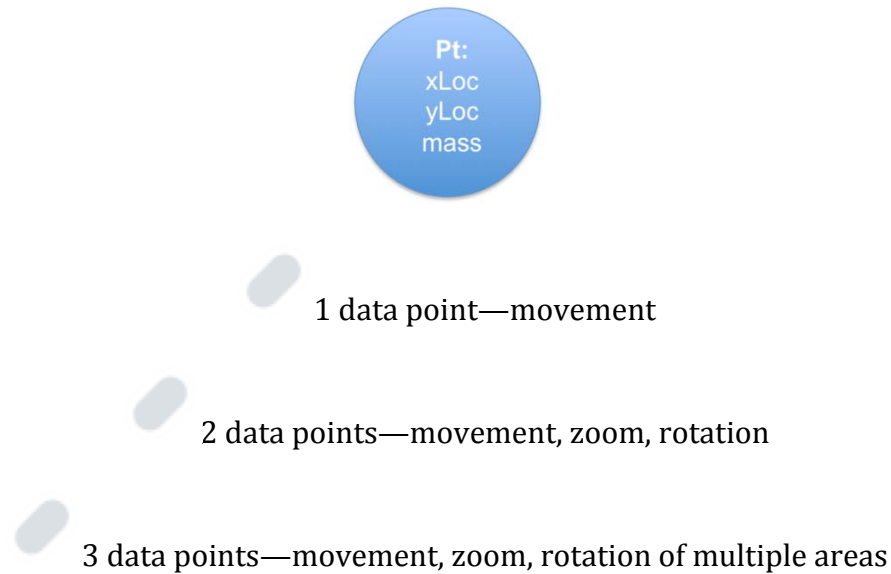 Pt:
xLoc
yLoc
mass
1 data point—movement
2 data points—movement, zoom, rotation
3 data points—movement, zoom, rotation of multiple areas